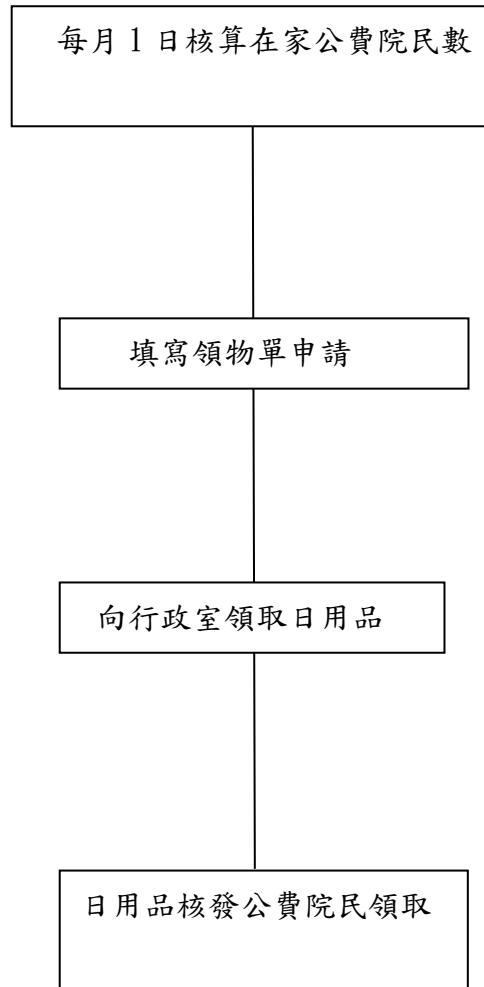 每月1日核算在家公費院民數
填寫領物單申請
向行政室領取日用品
日用品核發公費院民領取